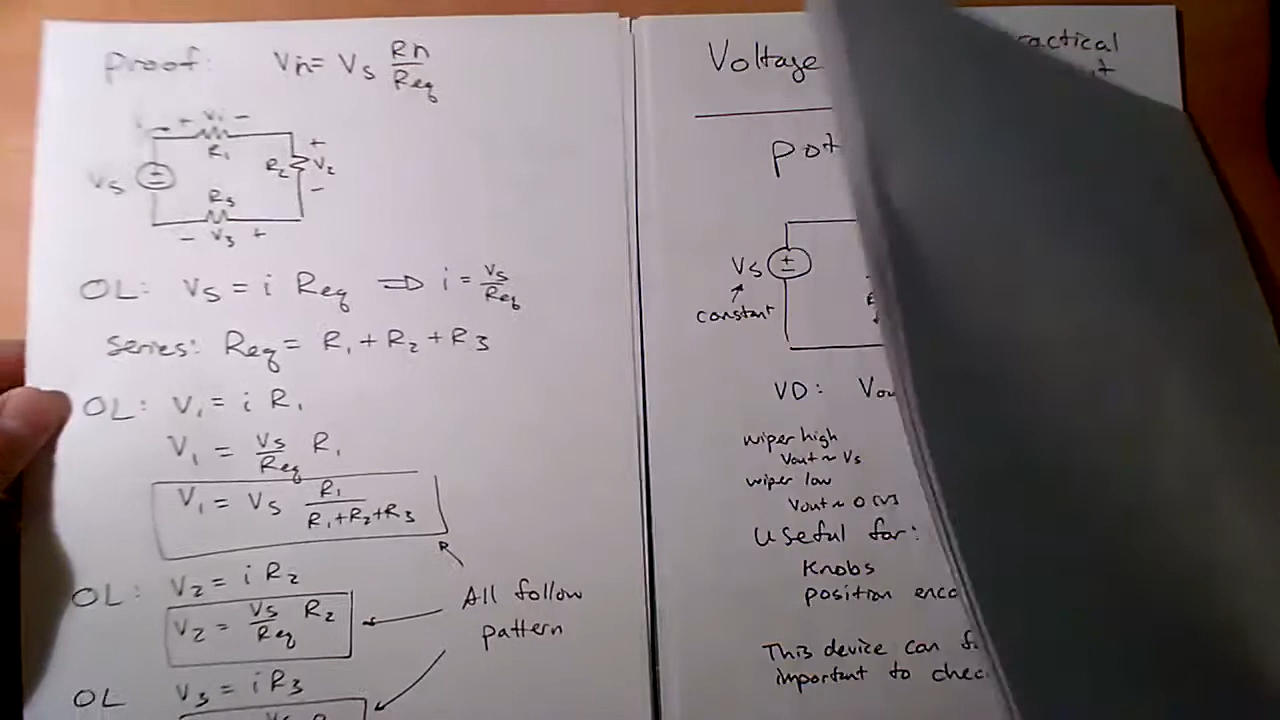 Proof: Vn = Vs Rn/Req
i + V1 -
R1
Vs ±
R2
+ V2 -
R3
- V3 +
OL: Vs = i Req ⇒ i = Vs/Req
series: Req = R1 + R2 + R3
OL: V1 = i R1
V1 = Vs/Req R1
V1 = Vs R1/R1+R2+R3
OL: V2 = i R2
V2 = Vs/Req R2
All follow
pattern
OL V3 = i R3
Voltage
ractical
Pot
Vs ±
constant
VD:
wiper high
Vout ~ Vs
wiper low
Vout ~ 0 (V)
Useful for:
Knobs
position enco
This device can
important to chec